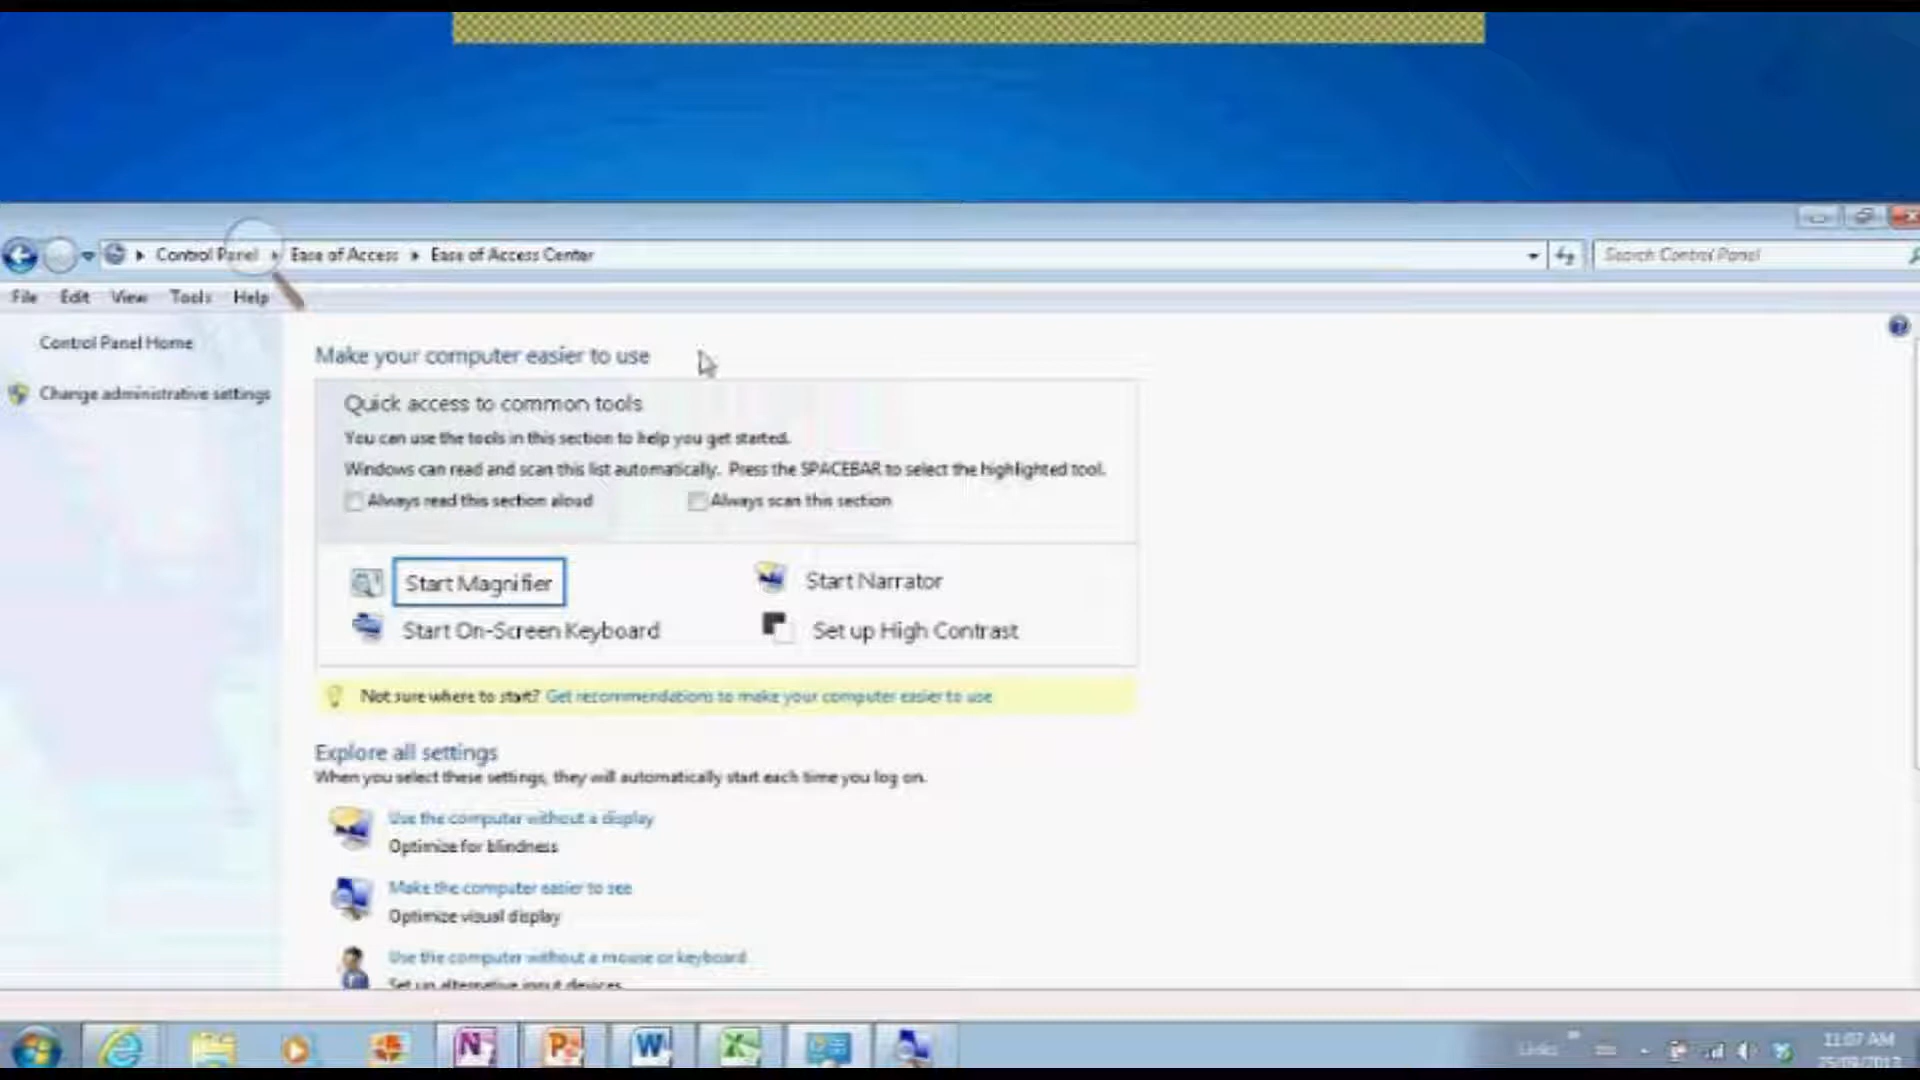 Control Panel Ease of Access Ease of Access Center
Search Control Panel
File Edit View Tools Help
Control Panel Home
Change administrative settings
Make your computer easier to use
Quick access to common tools
You can use the tools in this section to help you get started.
Windows can read and scan this list automatically. Press the SPACEBAR to select the highlighted tool.
Always read this section aloud Always scan this section
Start Magnifier Start Narrator
Start On-Screen Keyboard Set up High Contrast
Not sure where to start? Get recommendations to make your computer easier to use
Explore all settings
When you select these settings, they will automatically start each time you log on.
Use the computer without a display
Optimize for blindness
Make the computer easier to see
Optimize visual display
Use the computer without a mouse or keyboard
Set up alternative input devices
Links
11:07 AM